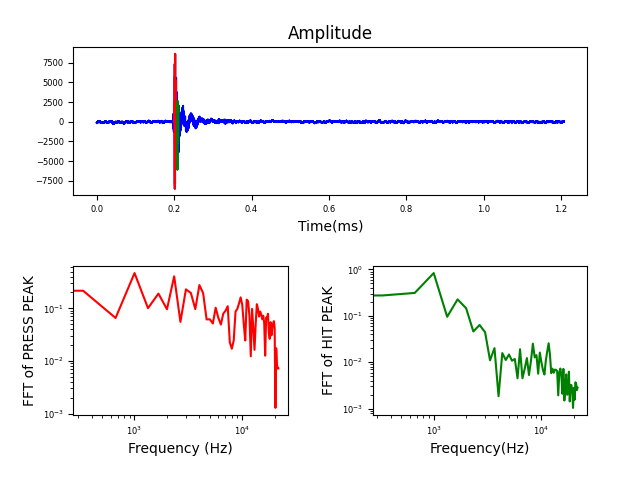 Amplitude
7500
5000
2500
0
−2500
−5000
−7500
0.0 0.2 0.4 0.6 0.8 1.0 1.2
Time(ms)
FFT of PRESS PEAK
10⁻¹
10⁻²
10⁻³
10³ 10⁴
Frequency (Hz)
FFT of HIT PEAK
10⁰
10⁻¹
10⁻²
10⁻³
10³ 10⁴
Frequency(Hz)